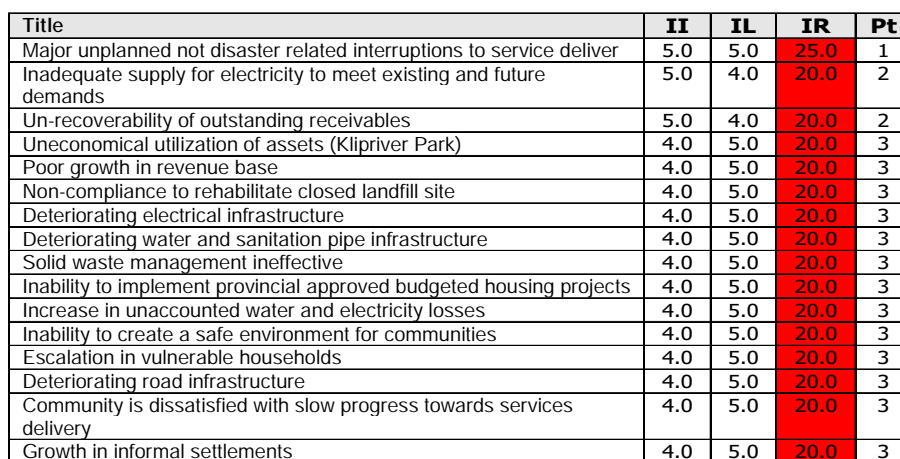 Title II IL IR Pt
Major unplanned not disaster related interruptions to service deliver 5.0 5.0 25.0 1
Inadequate supply for electricity to meet existing and future 5.0 4.0 20.0 2
demands
Un-recoverability of outstanding receivables 5.0 4.0 20.0 2
Uneconomical utilization of assets (Klipriver Park) 4.0 5.0 20.0 3
Poor growth in revenue base 4.0 5.0 20.0 3
Non-compliance to rehabilitate closed landfill site 4.0 5.0 20.0 3
Deteriorating electrical infrastructure 4.0 5.0 20.0 3
Deteriorating water and sanitation pipe infrastructure 4.0 5.0 20.0 3
Solid waste management ineffective 4.0 5.0 20.0 3
Inability to implement provincial approved budgeted housing projects 4.0 5.0 20.0 3
Increase in unaccounted water and electricity losses 4.0 5.0 20.0 3
Inability to create a safe environment for communities 4.0 5.0 20.0 3
Escalation in vulnerable households 4.0 5.0 20.0 3
Deteriorating road infrastructure 4.0 5.0 20.0 3
Community is dissatisfied with slow progress towards services 4.0 5.0 20.0 3
delivery
Growth in informal settlements 4.0 5.0 20.0 3